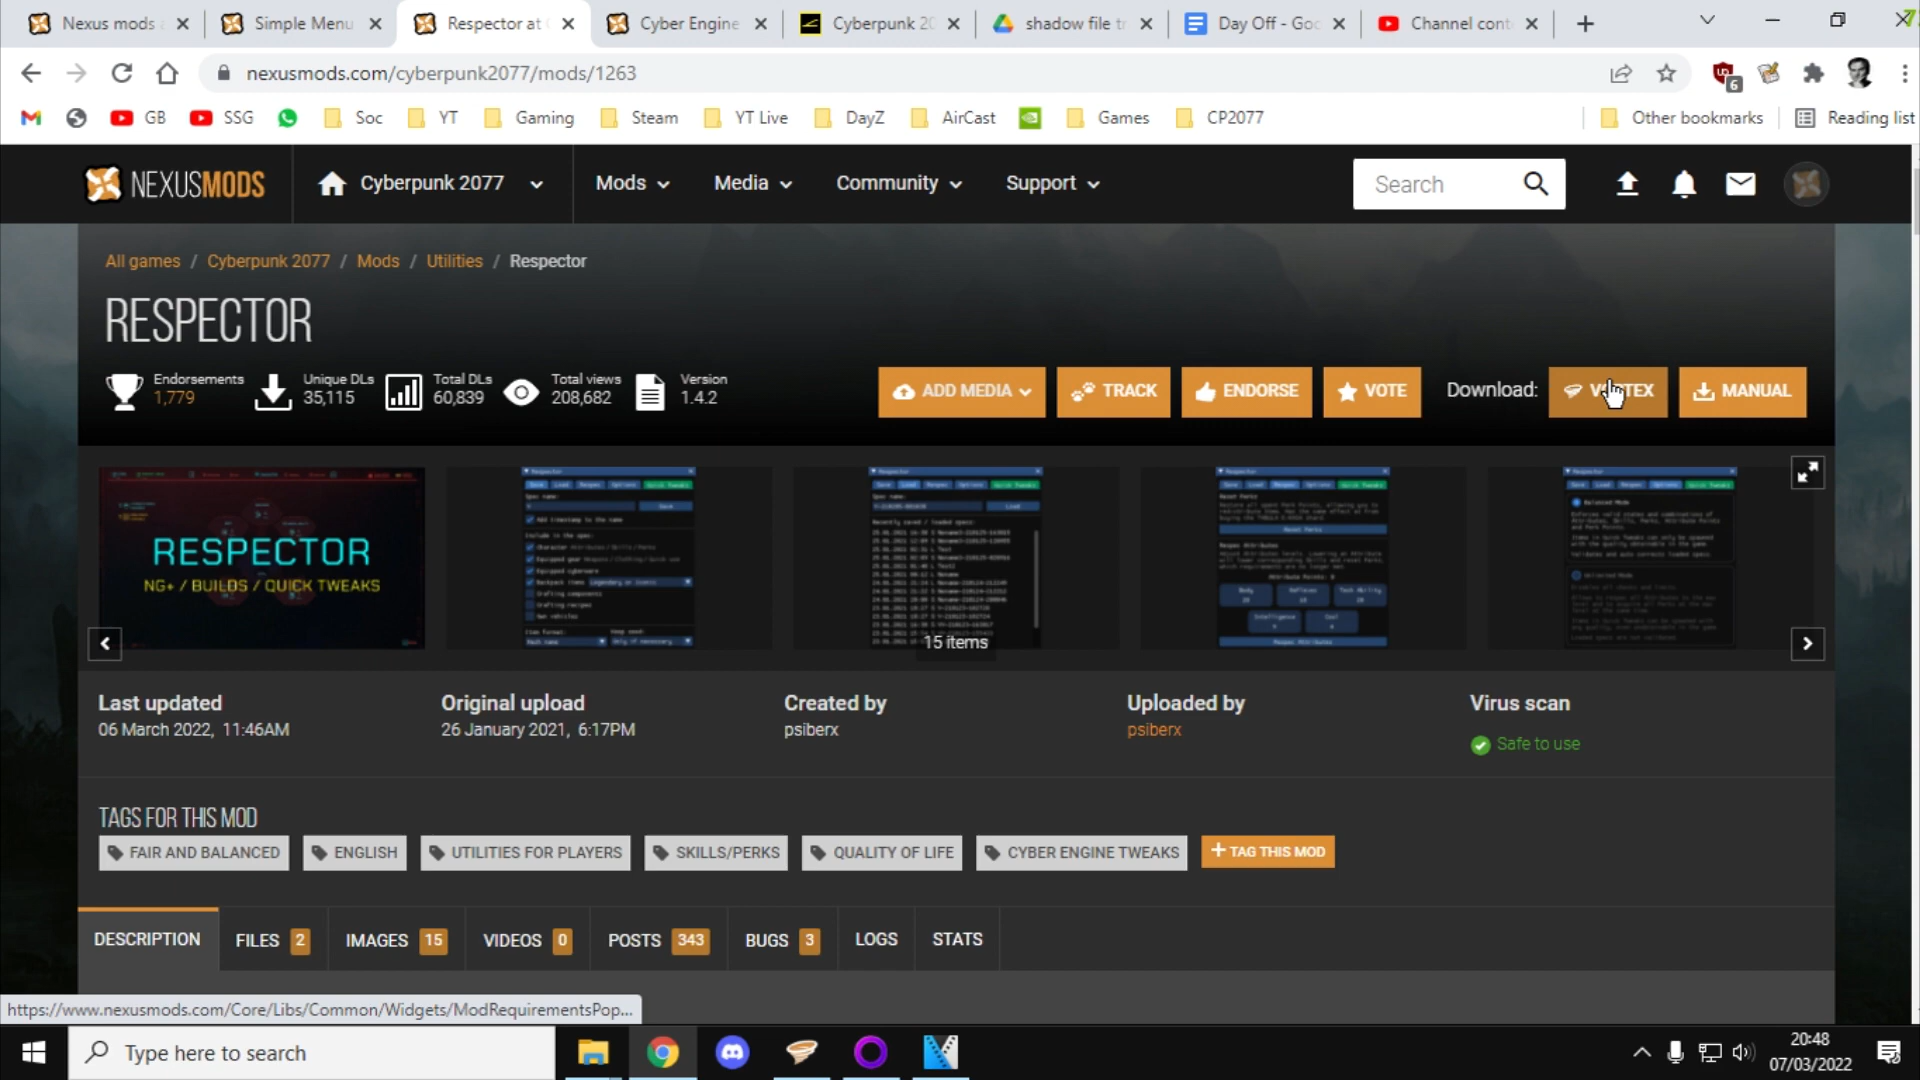 Nexus mods a
Simple Menu
Respector at C
Cyber Engine
Cyberpunk 20
shadow file tr
Day Off - Goo
Channel cont
nexusmods.com/cyberpunk2077/mods/1263
6
GB
SSG
Soc
YT
Gaming
Steam
YT Live
DayZ
AirCast
Games
CP2077
Other bookmarks
Reading list
NEXUSMODS
Cyberpunk 2077
Mods
Media
Community
Support
Search
All games / Cyberpunk 2077 / Mods / Utilities / Respector
RESPECTOR
Endorsements
1,779
Unique DLs
35,115
Total DLs
60,839
Total views
208,682
Version
1.4.2
ADD MEDIA
TRACK
ENDORSE
VOTE
Download:
MANUAL
RESPECTOR
NG+ / BUILDS / QUICK TWEAKS
15 items
Last updated
06 March 2022, 11:46AM
Original upload
26 January 2021, 6:17PM
Created by
psiberx
Uploaded by
psiberx
Virus scan
Safe to use
TAGS FOR THIS MOD
FAIR AND BALANCED
ENGLISH
UTILITIES FOR PLAYERS
SKILLS/PERKS
QUALITY OF LIFE
CYBER ENGINE TWEAKS
+ TAG THIS MOD
DESCRIPTION
FILES 2
IMAGES 15
VIDEOS 0
POSTS 343
BUGS 3
LOGS
STATS
https://www.nexusmods.com/Core/Libs/Common/Widgets/ModRequirementsPop...
Type here to search
20:48
07/03/2022